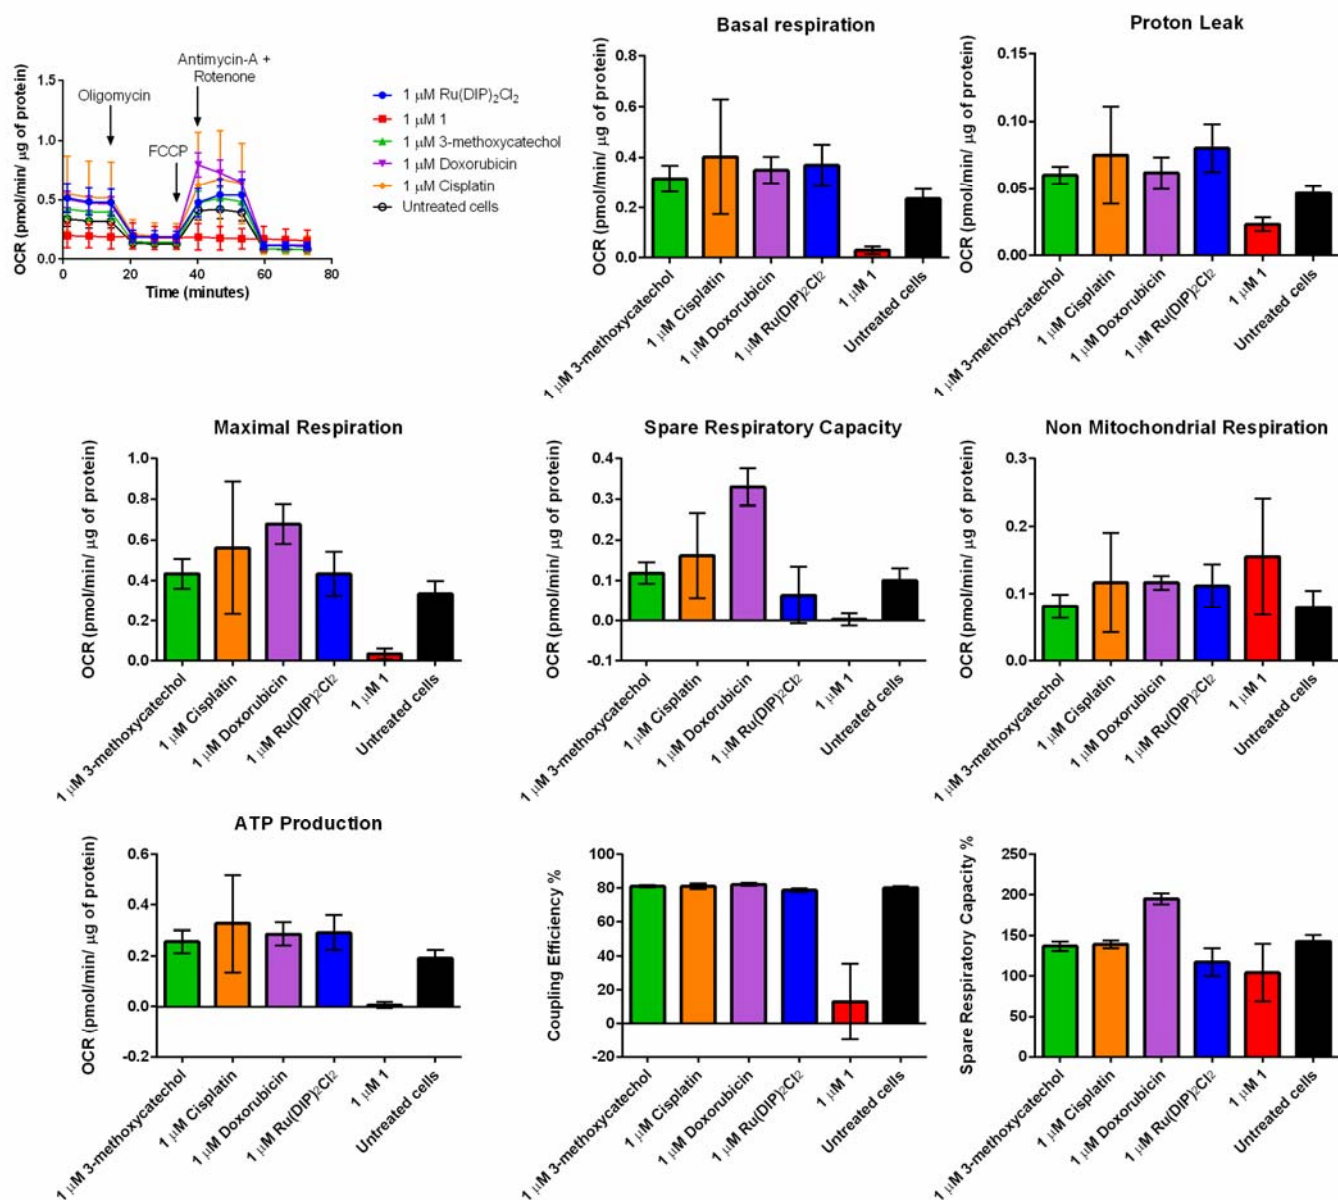 Basal respiration
Proton Leak
Antimycin-A +
Rotenone
Oligomycin
FCCP
OCR (pmol/min/ μg of protein)
1.5
1.0
0.5
0.0
0
20
40
60
80
Time (minutes)
1 μM Ru(DIP)₂Cl₂
1 μM 1
1 μM 3-methoxycatechol
1 μM Doxorubicin
1 μM Cisplatin
Untreated cells
OCR (pmol/min/ μg of protein)
0.8
0.6
0.4
0.2
0.0
1 μM 3-methoxycatechol
1 μM Cisplatin
1 μM Doxorubicin
1 μM Ru(DIP)₂Cl₂
1 μM 1
Untreated cells
OCR (pmol/min/ μg of protein)
0.15
0.10
0.05
0.00
1 μM 3-methoxycatechol
1 μM Cisplatin
1 μM Doxorubicin
1 μM Ru(DIP)₂Cl₂
1 μM 1
Untreated cells
Maximal Respiration
OCR (pmol/min/ μg of protein)
1.0
0.8
0.6
0.4
0.2
0.0
1 μM 3-methoxycatechol
1 μM Cisplatin
1 μM Doxorubicin
1 μM Ru(DIP)₂Cl₂
1 μM 1
Untreated cells
Spare Respiratory Capacity
OCR (pmol/min/ μg of protein)
0.4
0.3
0.2
0.1
0.0
-0.1
1 μM 3-methoxycatechol
1 μM Cisplatin
1 μM Doxorubicin
1 μM Ru(DIP)₂Cl₂
1 μM 1
Untreated cells
Non Mitochondrial Respiration
OCR (pmol/min/ μg of protein)
0.3
0.2
0.1
0.0
1 μM 3-methoxycatechol
1 μM Cisplatin
1 μM Doxorubicin
1 μM Ru(DIP)₂Cl₂
1 μM 1
Untreated cells
ATP Production
OCR (pmol/min/ μg of protein)
0.6
0.4
0.2
0.0
-0.2
1 μM 3-methoxycatechol
1 μM Cisplatin
1 μM Doxorubicin
1 μM Ru(DIP)₂Cl₂
1 μM 1
Untreated cells
Coupling Efficiency %
100
80
60
40
20
0
-20
1 μM 3-methoxycatechol
1 μM Cisplatin
1 μM Doxorubicin
1 μM Ru(DIP)₂Cl₂
1 μM 1
Untreated cells
Spare Respiratory Capacity %
250
200
150
100
50
0
1 μM 3-methoxycatechol
1 μM Cisplatin
1 μM Doxorubicin
1 μM Ru(DIP)₂Cl₂
1 μM 1
Untreated cells